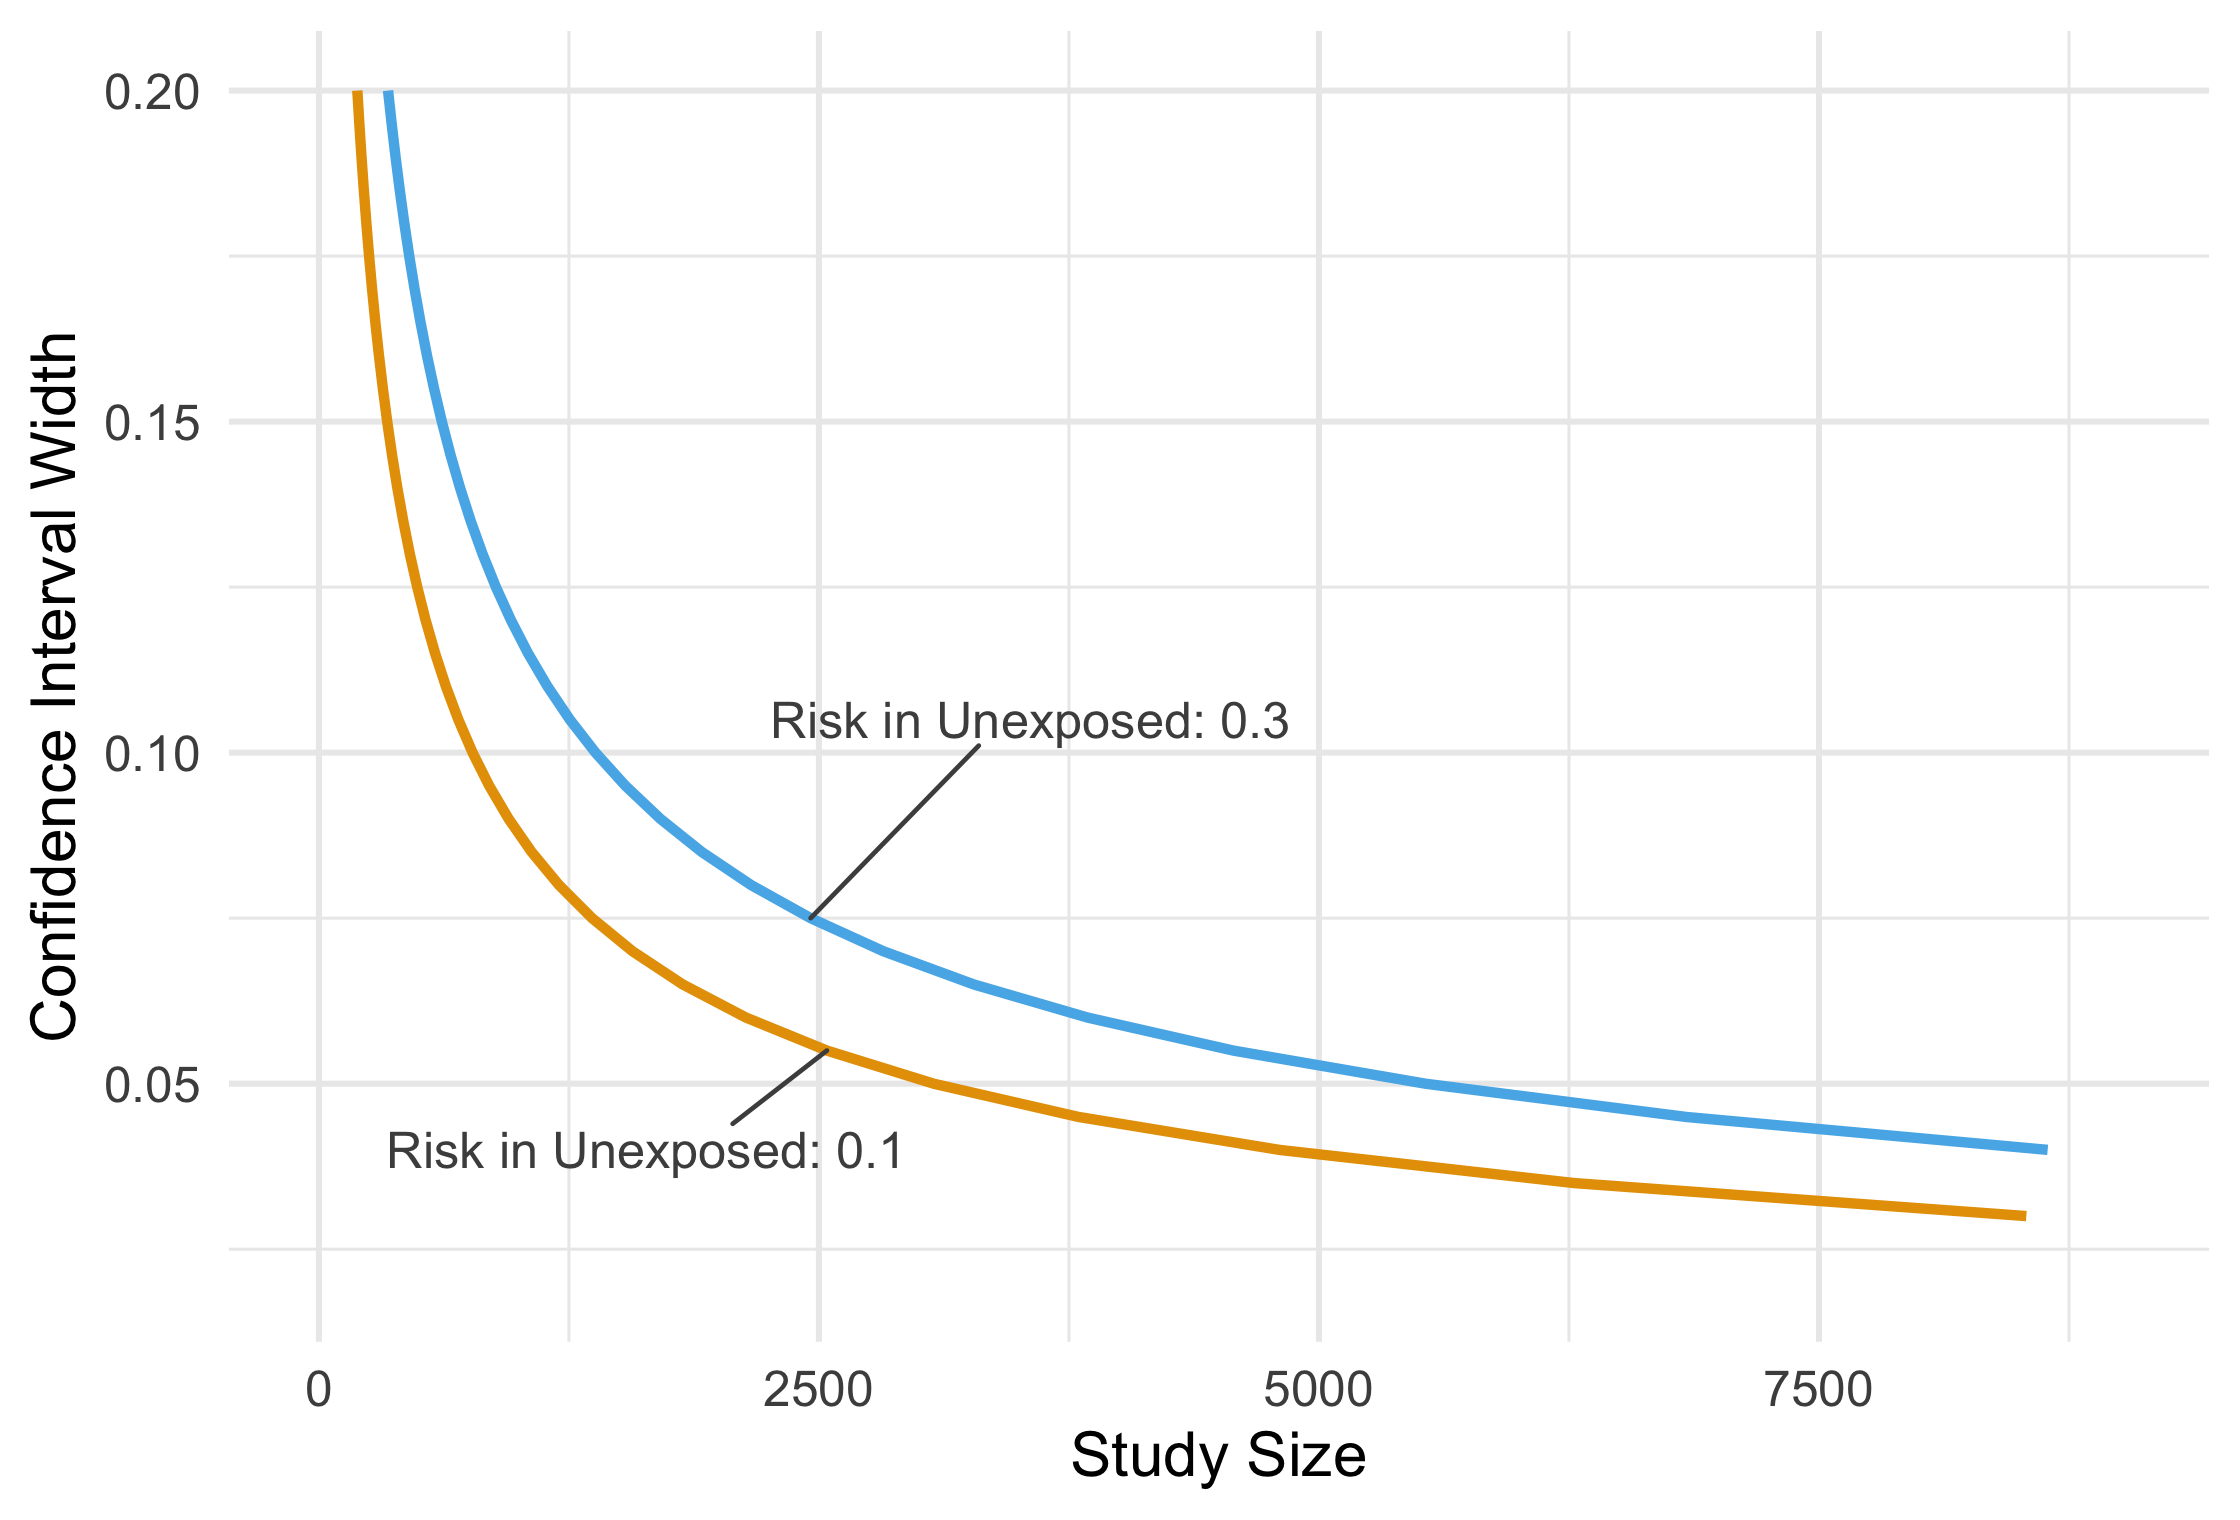 0.20
0.15
0.10
0.05
Confidence Interval Width
Risk in Unexposed: 0.3
Risk in Unexposed: 0.1
0
2500
5000
7500
Study Size